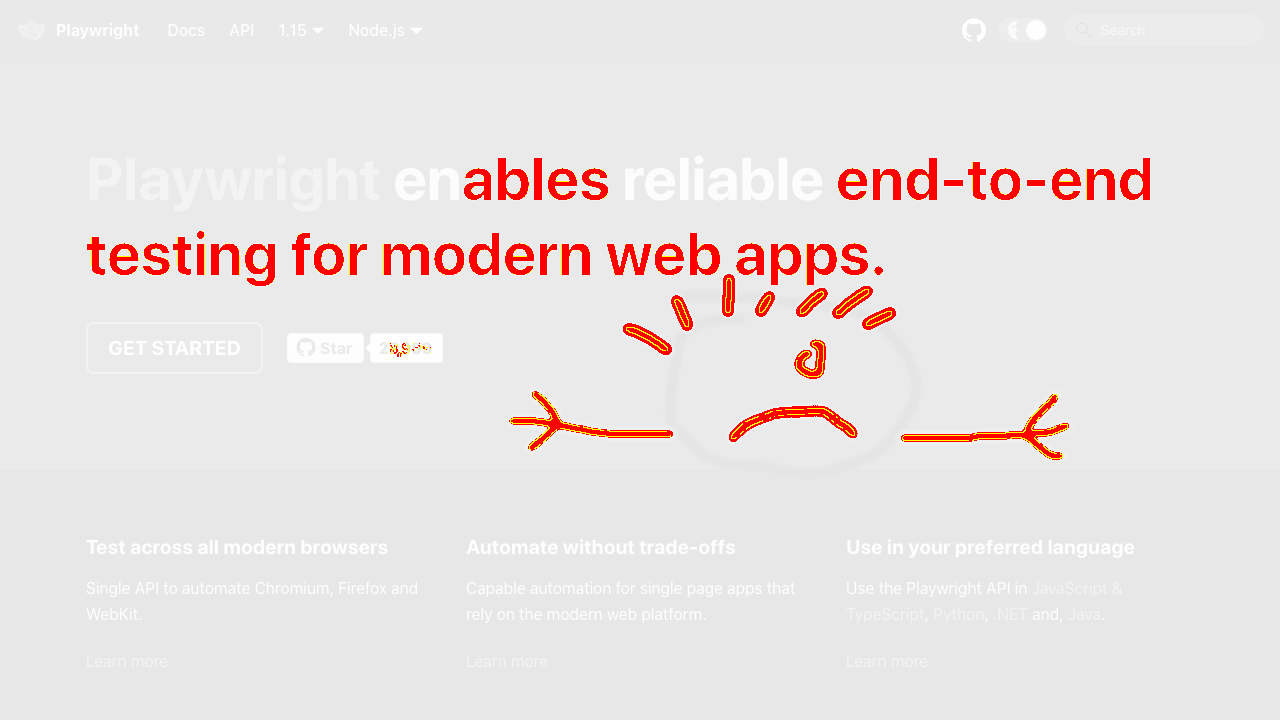 Playwright Docs API 1.15 Node.js Search
Playwright enables reliable end-to-end
testing for modern web apps.
GET STARTED Star
Test across all modern browsers
Single API to automate Chromium, Firefox and
WebKit.
Learn more
Automate without trade-offs
Capable automation for single page apps that
rely on the modern web platform.
Learn more
Use in your preferred language
Use the Playwright API in JavaScript &
TypeScript, Python, .NET and, Java.
Learn more